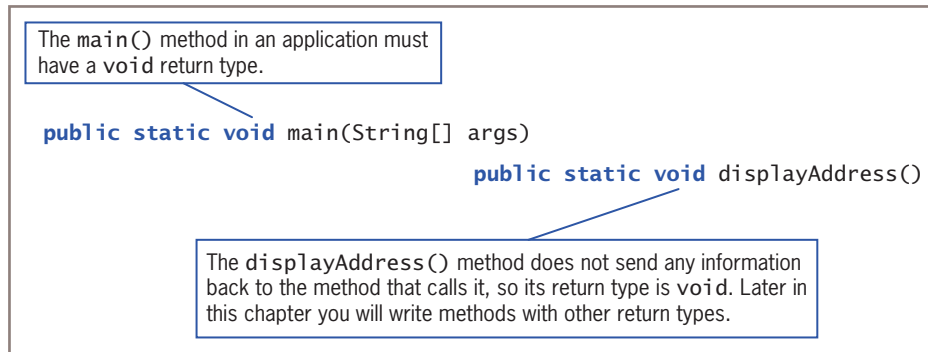 The main() method in an application must
have a void return type.
public static void main(String[] args)
public static void displayAddress()
The displayAddress() method does not send any information
back to the method that calls it, so its return type is void. Later in
this chapter you will write methods with other return types.